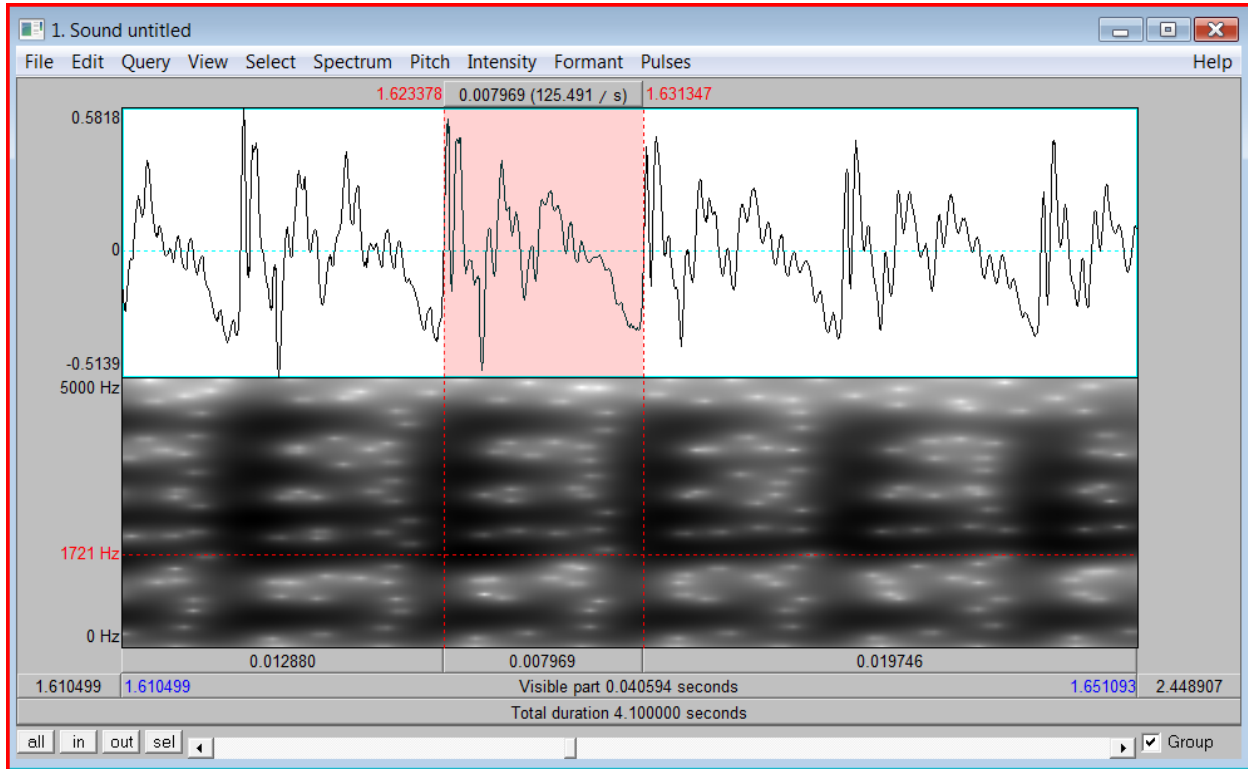 1. Sound untitled
File Edit Query View Select Spectrum Pitch Intensity Formant Pulses Help
1.623378 0.007969 (125.491 / s) 1.631347
0.5818
0
-0.5139
5000 Hz
1721 Hz
0 Hz
0.012880 0.007969 0.019746
1.610499 1.610499 Visible part 0.040594 seconds 1.651093 2.448907
Total duration 4.100000 seconds
all in out sel Group